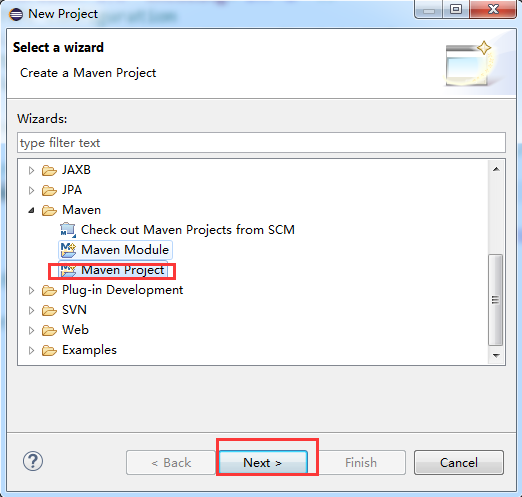 New Project
Select a wizard
Create a Maven Project
Wizards:
type filter text
JAXB
JPA
Maven
Check out Maven Projects from SCM
Maven Module
Maven Project
Plug-in Development
SVN
Web
Examples
?
< Back
Next >
Finish
Cancel